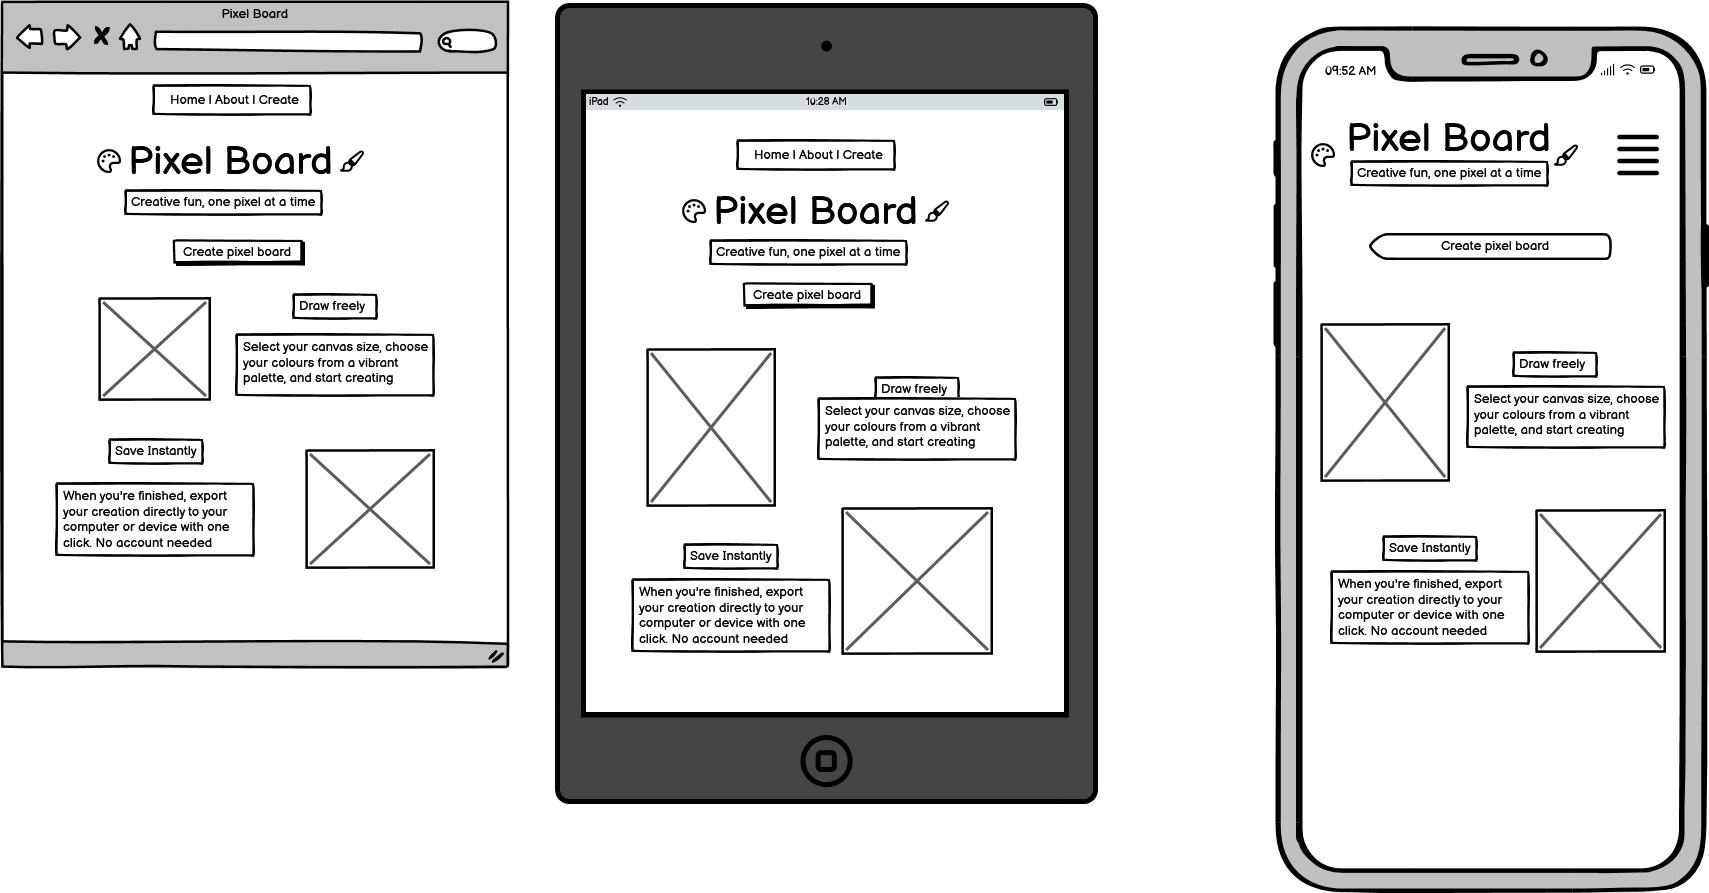 Pixel Board
Home | About | Create
Pixel Board
Creative fun, one pixel at a time
Create pixel board
Draw freely
Select your canvas size, choose
your colours from a vibrant
palette, and start creating
Save Instantly
When you're finished, export
your creation directly to your
computer or device with one
click. No account needed
iPad
10:28 AM
Home | About | Create
Pixel Board
Creative fun, one pixel at a time
Create pixel board
Draw freely
Select your canvas size, choose
your colours from a vibrant
palette, and start creating
Save Instantly
When you're finished, export
your creation directly to your
computer or device with one
click. No account needed
09:52 AM
Pixel Board
Creative fun, one pixel at a time
Create pixel board
Draw freely
Select your canvas size, choose
your colours from a vibrant
palette, and start creating
Save Instantly
When you're finished, export
your creation directly to your
computer or device with one
click. No account needed